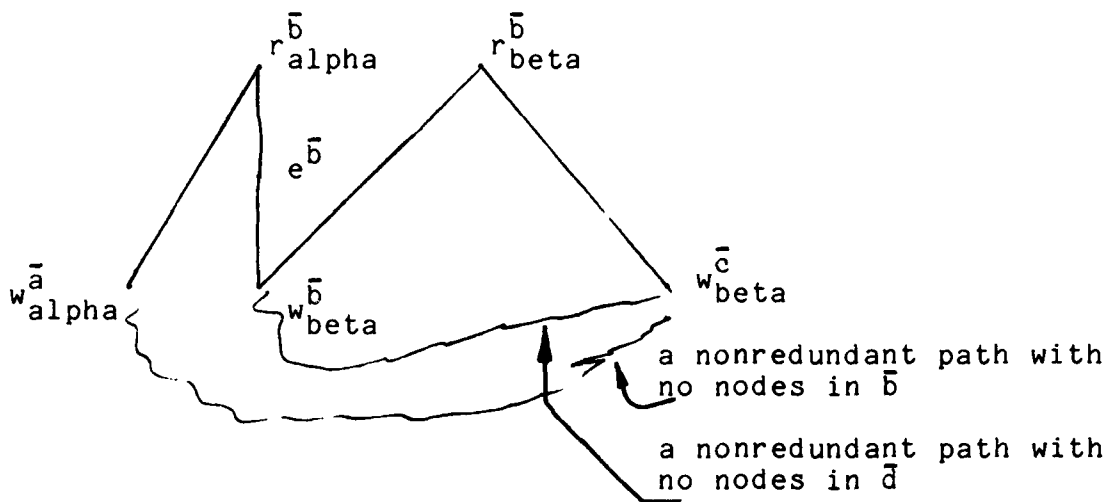 r^b̄_alpha r^b̄_beta
e^b̄
w^ā_alpha w^b̄_beta w^c̄_beta
a nonredundant path with
no nodes in b̄
a nonredundant path with
no nodes in d̄